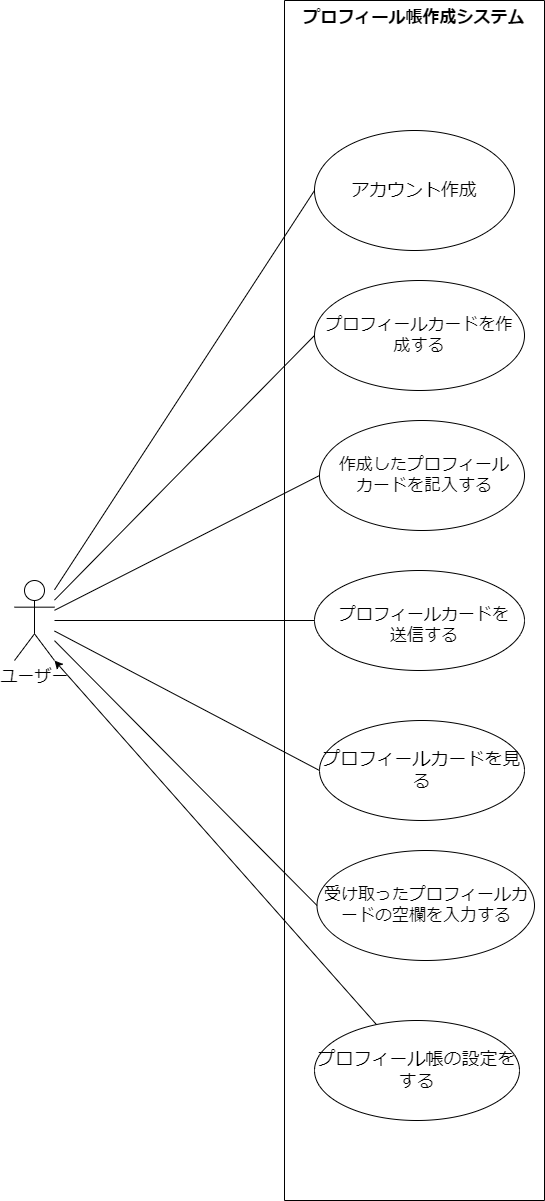 プロフィール帳作成システム
アカウント作成
プロフィールカードを作
成する
作成したプロフィール
カードを記入する
プロフィールカードを
送信する
ユーザー
プロフィールカードを見
る
受け取ったプロフィールカ
ードの空欄を入力する
プロフィール帳の設定を
する